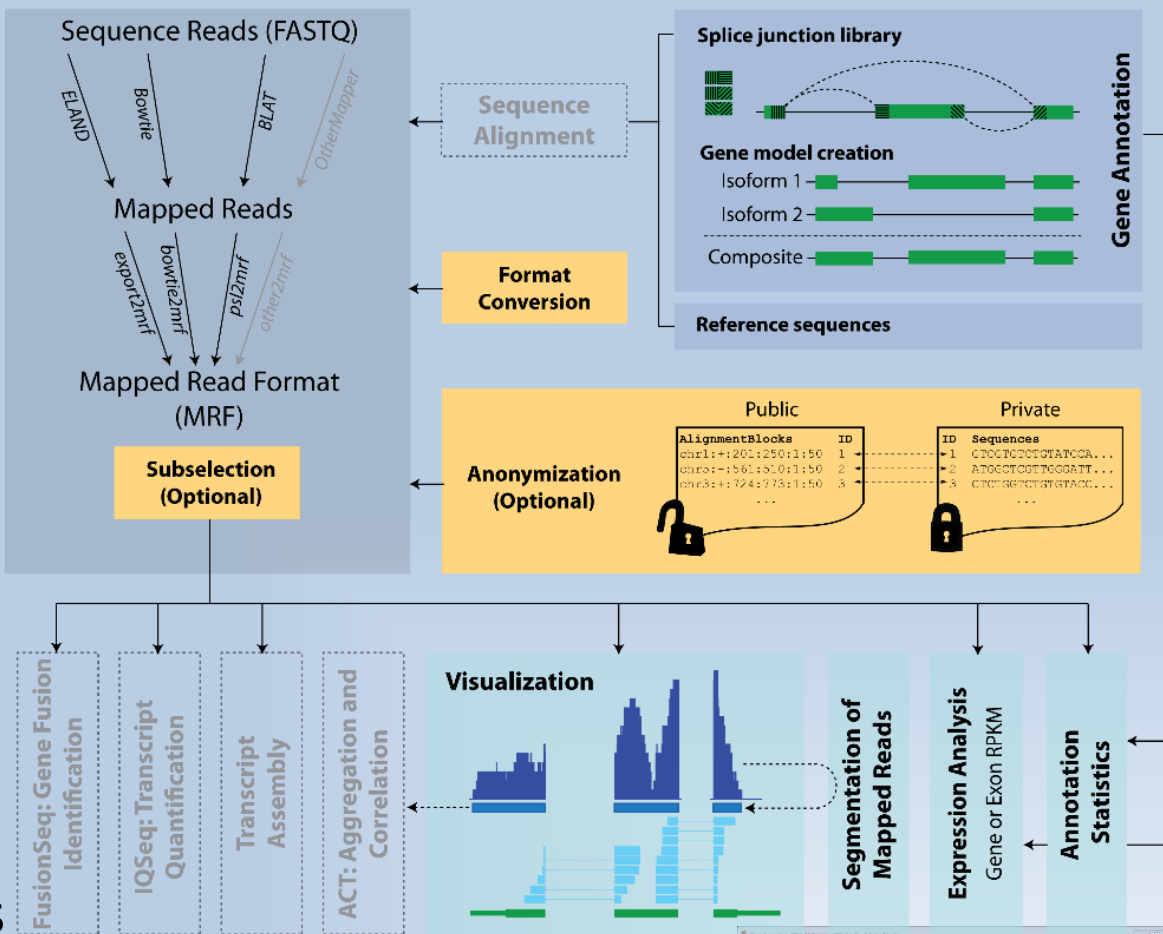 Sequence Reads (FASTQ)
ELAND
Bowtie
BLAT
OtherMapper
Mapped Reads
export2mrf
bowtie2mrf
psl2mrf
other2mrf
Mapped Read Format
(MRF)
Subselection
(Optional)
Sequence
Alignment
Format
Conversion
Splice junction library
Gene model creation
Isoform 1
Isoform 2
Composite
Gene Annotation
Reference sequences
Anonymization
(Optional)
Public
AlignmentBlocks ID
chr1:+:201:250:1:50 1
chr5:-:561:510:1:50 2
chr3:+:724:773:1:50 3
...
Private
ID Sequences
1 GTCGTGTCTGTATCCA...
2 ATGGCTCGTTGGGATT...
3 CTCTGGTCTGTGTACC...
...
FusionSeq: Gene Fusion
Identification
IQSeq: Transcript
Quantification
Transcript
Assembly
ACT: Aggregation and
Correlation
Visualization
Segmentation of
Mapped Reads
Expression Analysis
Gene or Exon RPKM
Annotation
Statistics